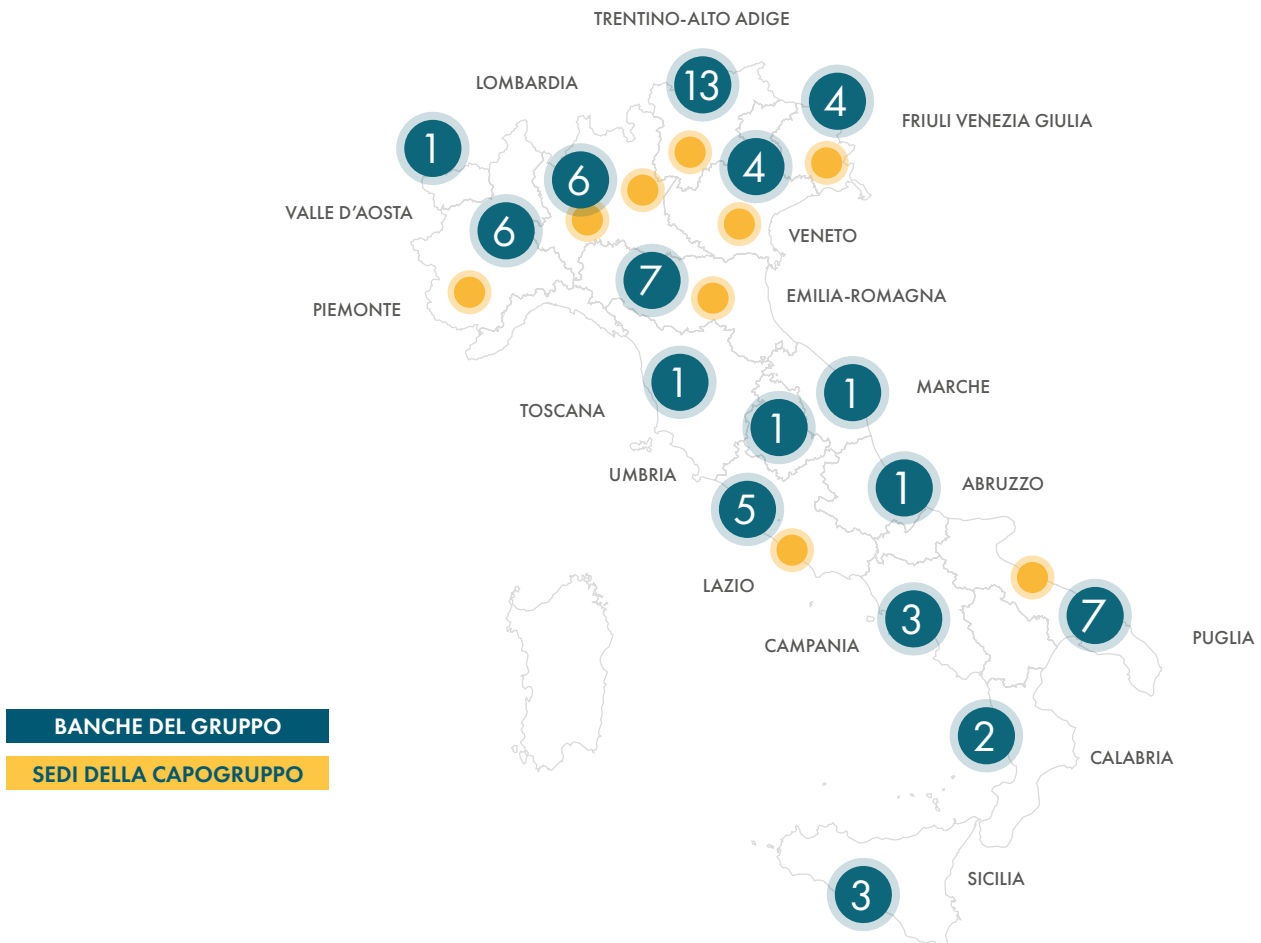 TRENTINO-ALTO ADIGE
LOMBARDIA
13
4
FRIULI VENEZIA GIULIA
1
6
4
VALLE D'AOSTA
6
VENETO
7
EMILIA-ROMAGNA
PIEMONTE
1
1
MARCHE
TOSCANA
1
UMBRIA
1
ABRUZZO
5
LAZIO
3
CAMPANIA
7
PUGLIA
BANCHE DEL GRUPPO
2
CALABRIA
SEDI DELLA CAPOGRUPPO
3
SICILIA